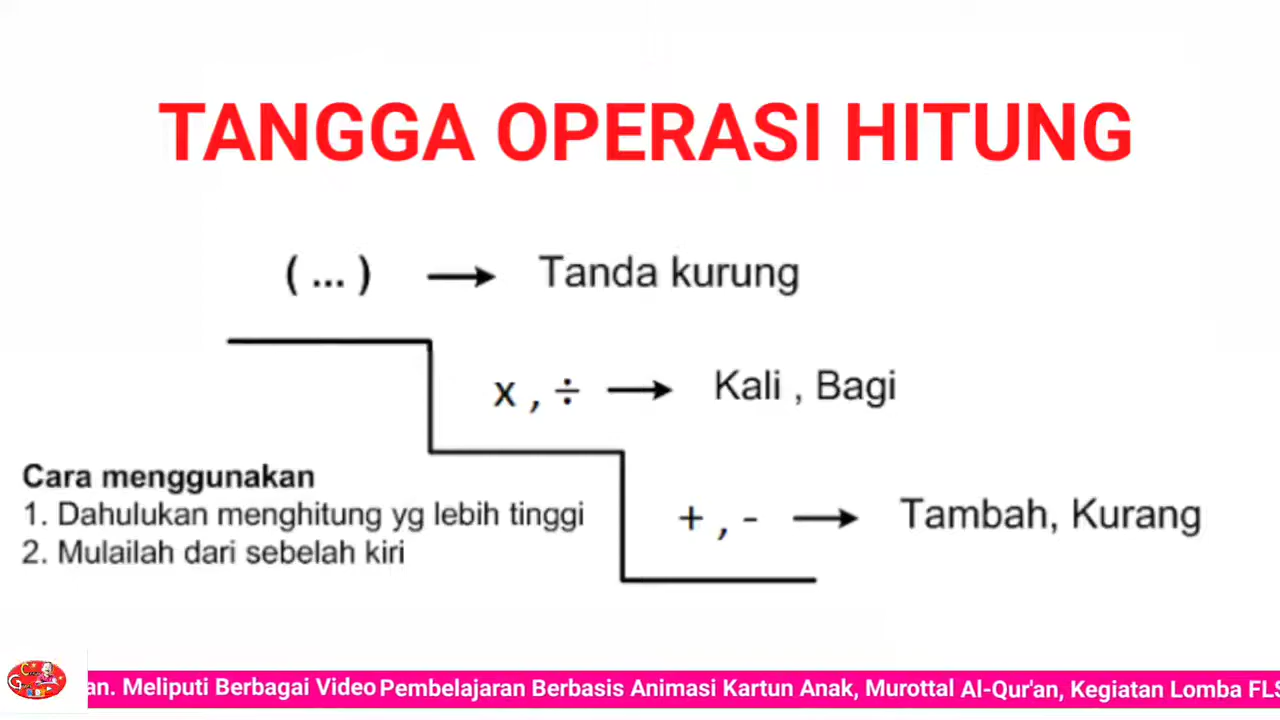 TANGGA OPERASI HITUNG
( ... ) → Tanda kurung
x , ÷ → Kali , Bagi
Cara menggunakan
1. Dahulukan menghitung yg lebih tinggi
2. Mulailah dari sebelah kiri
+ , - → Tambah, Kurang
an. Meliputi Berbagai Video Pembelajaran Berbasis Animasi Kartun Anak, Murottal Al-Qur'an, Kegiatan Lomba FLS